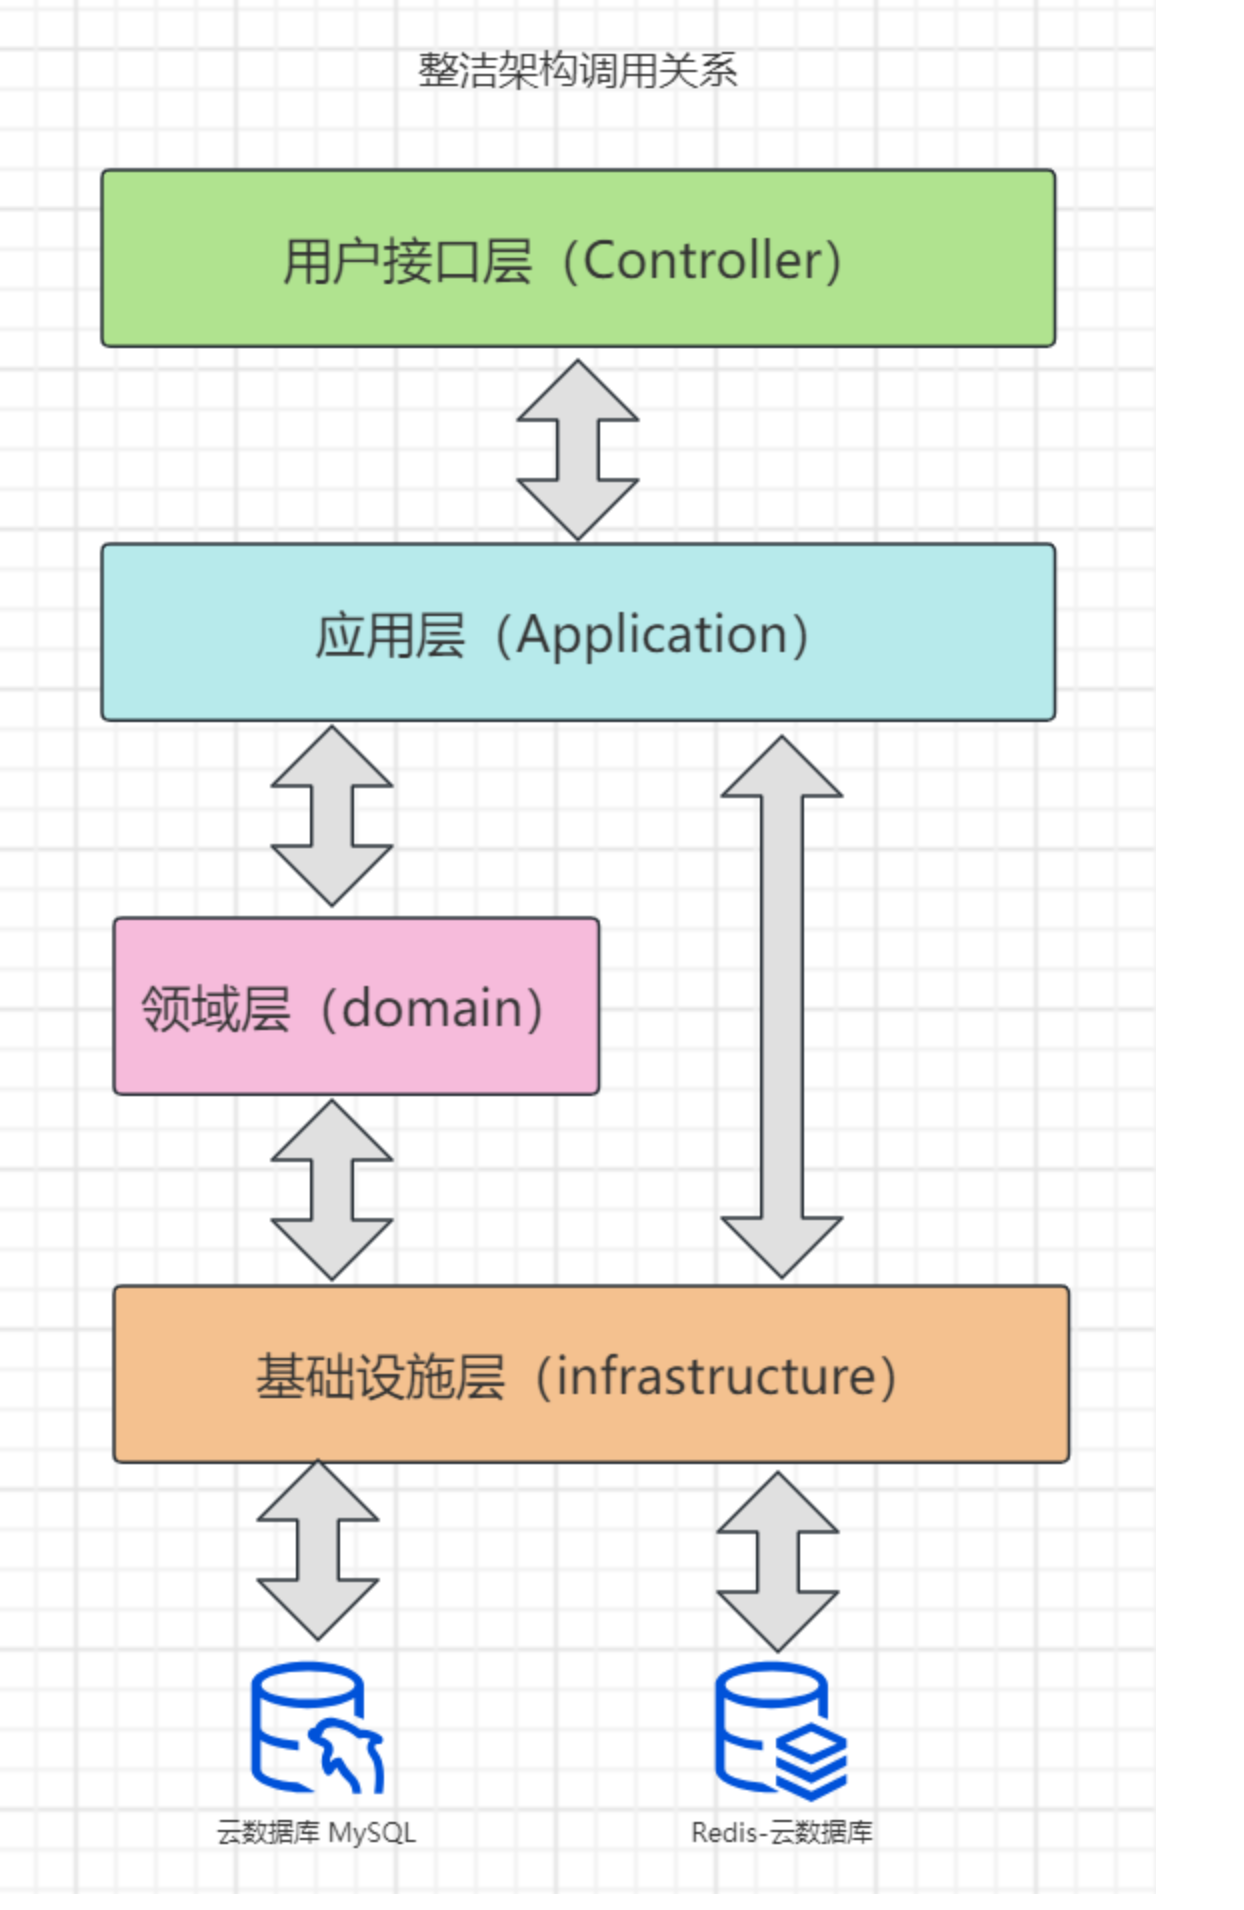 整洁架构调用关系
用户接口层（Controller）
应用层（Application）
领域层（domain）
基础设施层（infrastructure）
云数据库 MySQL
Redis-云数据库